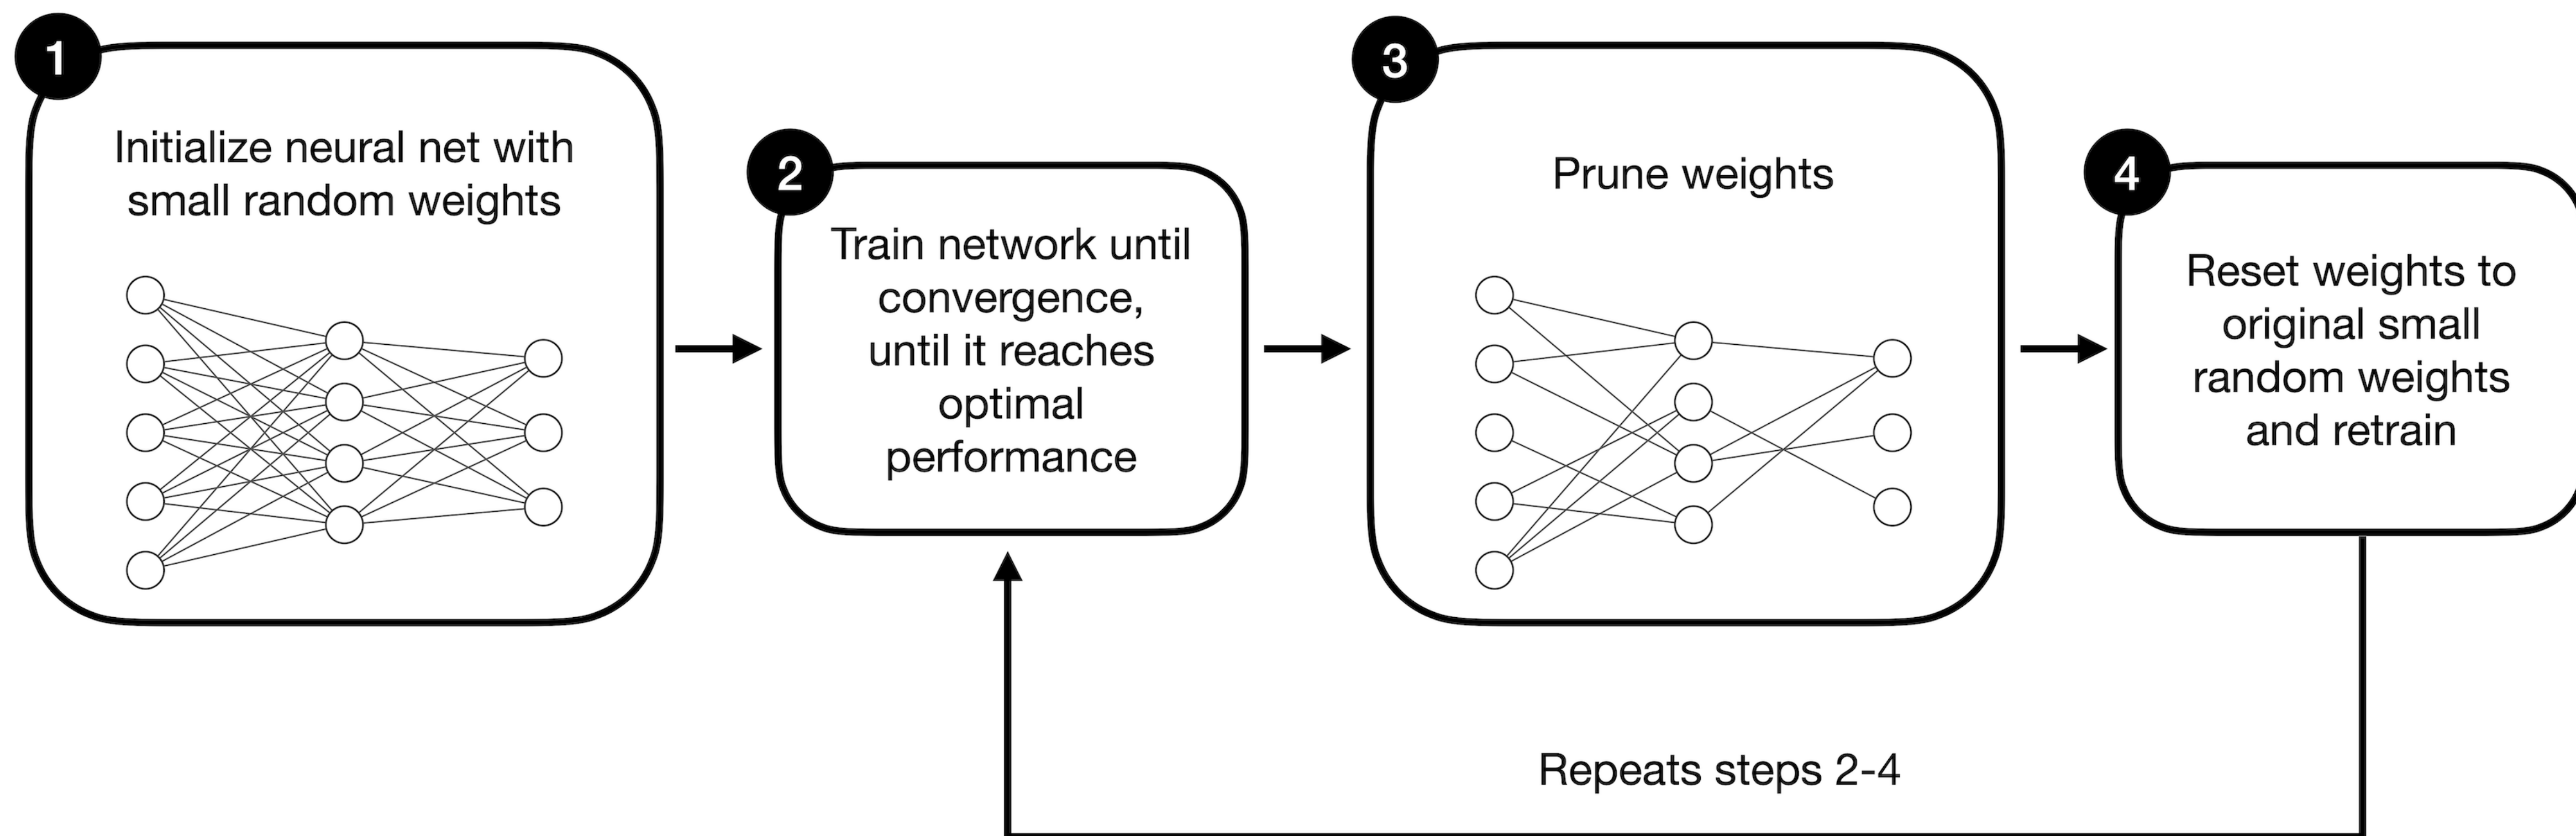 1
Initialize neural net with
small random weights
2
Train network until
convergence,
until it reaches
optimal
performance
3
Prune weights
4
Reset weights to
original small
random weights
and retrain
Repeats steps 2-4